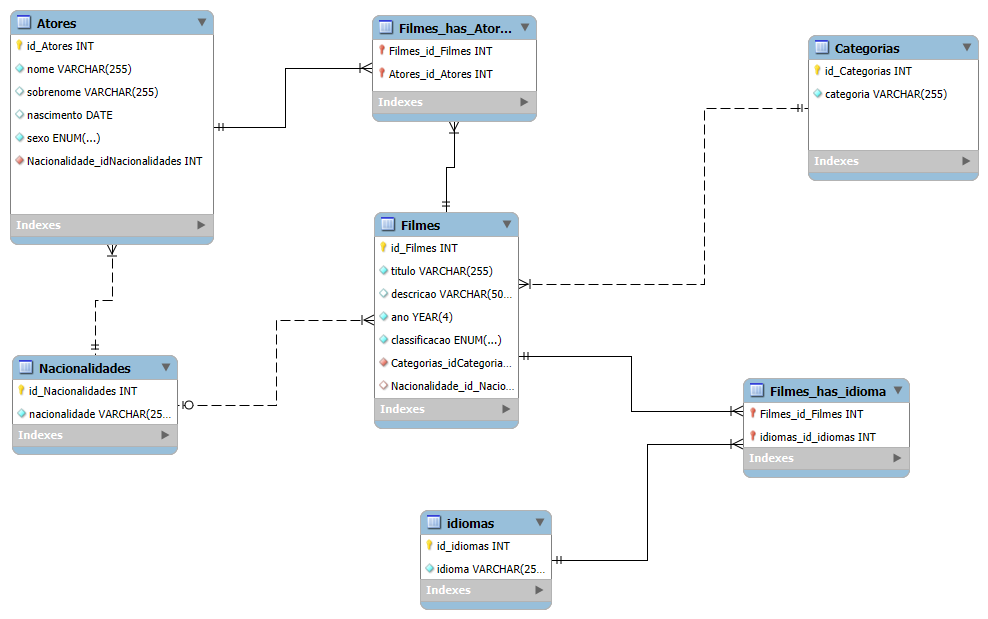 Atores
id_Atores INT
nome VARCHAR(255)
sobrenome VARCHAR(255)
nascimento DATE
sexo ENUM(...)
Nacionalidade_idNacionalidades INT
Indexes
Filmes_has_Ator...
Filmes_id_Filmes INT
Atores_id_Atores INT
Indexes
Categorias
id_Categorias INT
categoria VARCHAR(255)
Indexes
Filmes
id_Filmes INT
titulo VARCHAR(255)
descricao VARCHAR(50...
ano YEAR(4)
classificacao ENUM(...)
Categorias_idCategoria...
Nacionalidade_id_Nacio...
Indexes
Nacionalidades
id_Nacionalidades INT
nacionalidade VARCHAR(25...
Indexes
Filmes_has_idioma
Filmes_id_Filmes INT
idiomas_id_idiomas INT
Indexes
idiomas
id_idiomas INT
idioma VARCHAR(25...
Indexes